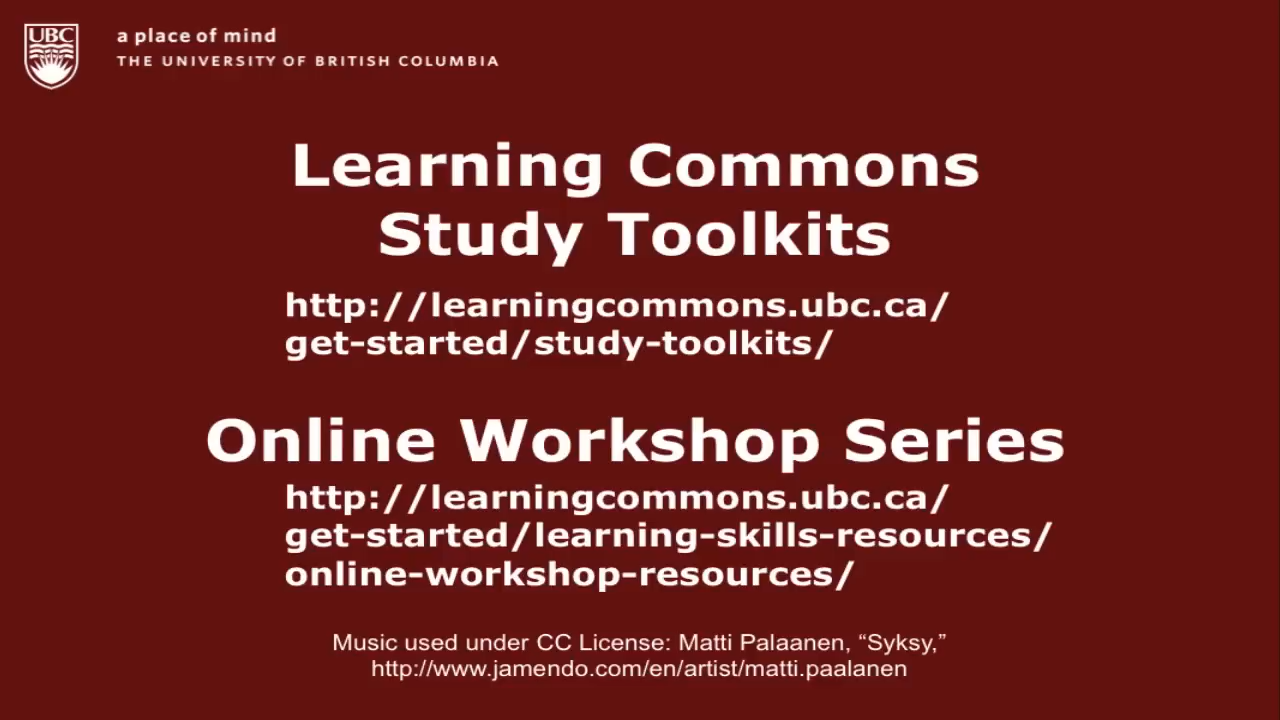 UBC
a place of mind
THE UNIVERSITY OF BRITISH COLUMBIA
Learning Commons
Study Toolkits
http://learningcommons.ubc.ca/
get-started/study-toolkits/
Online Workshop Series
http://learningcommons.ubc.ca/
get-started/learning-skills-resources/
online-workshop-resources/
Music used under CC License: Matti Palaanen, “Syksy,”
http://www.jamendo.com/en/artist/matti.paalanen